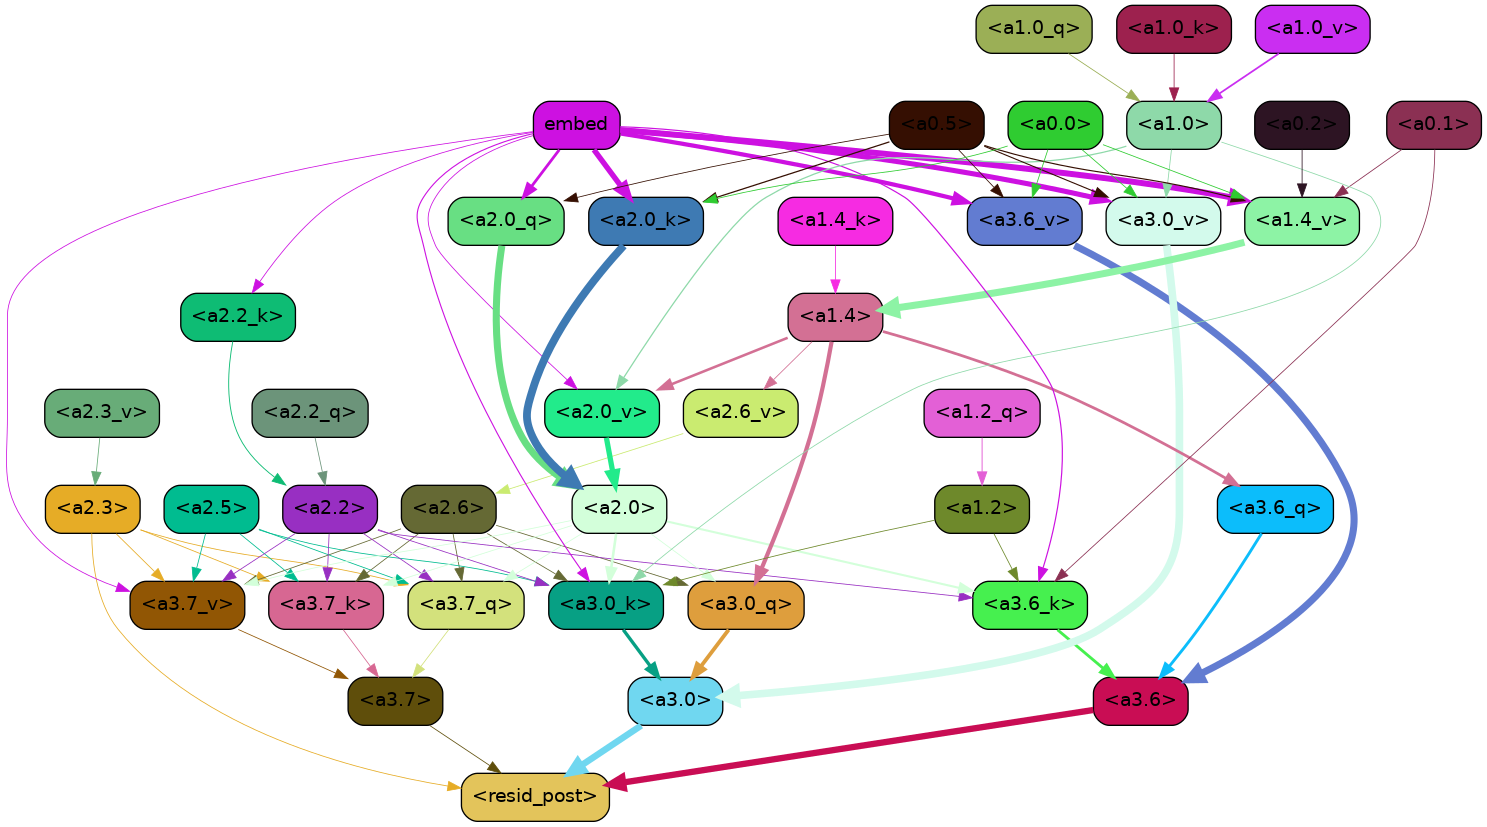 <a1.0_q> <a1.0_k> <a1.0_v>
embed <a0.5> <a0.0> <a1.0> <a0.2> <a0.1>
<a2.0_q> <a2.0_k> <a1.4_k> <a3.6_v> <a3.0_v> <a1.4_v>
<a2.2_k> <a1.4>
<a2.3_v> <a2.2_q> <a2.0_v> <a2.6_v> <a1.2_q>
<a2.3> <a2.5> <a2.2> <a2.6> <a2.0> <a1.2> <a3.6_q>
<a3.7_v> <a3.7_k> <a3.7_q> <a3.0_k> <a3.0_q> <a3.6_k>
<a3.7> <a3.0> <a3.6>
<resid_post>